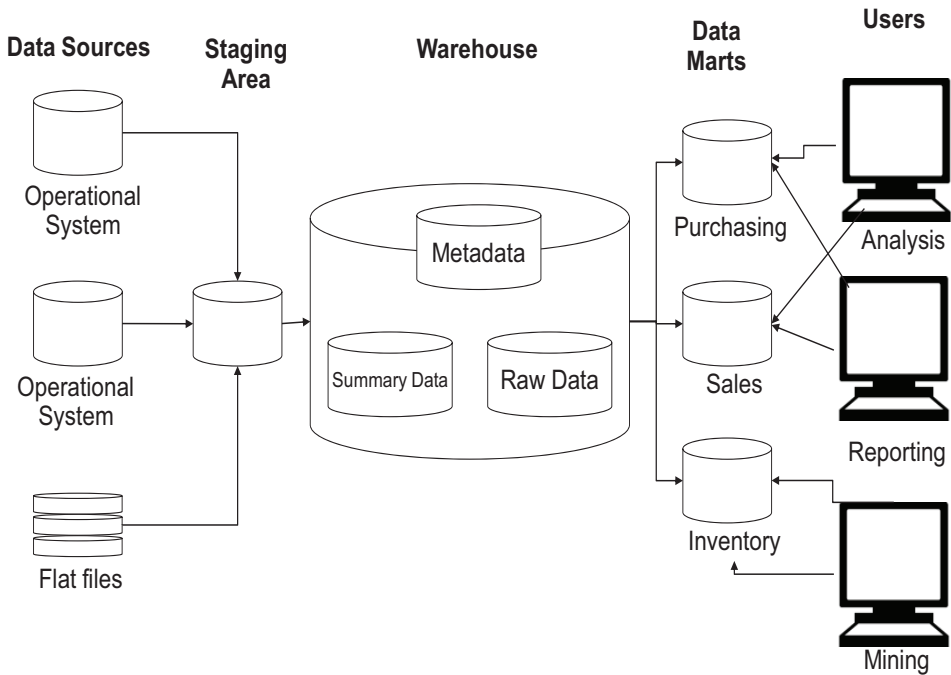 Data Sources
Staging
Area
Warehouse
Data
Marts
Users
Operational
System
Operational
System
Flat files
Metadata
Summary Data
Raw Data
Purchasing
Sales
Inventory
Analysis
Reporting
Mining